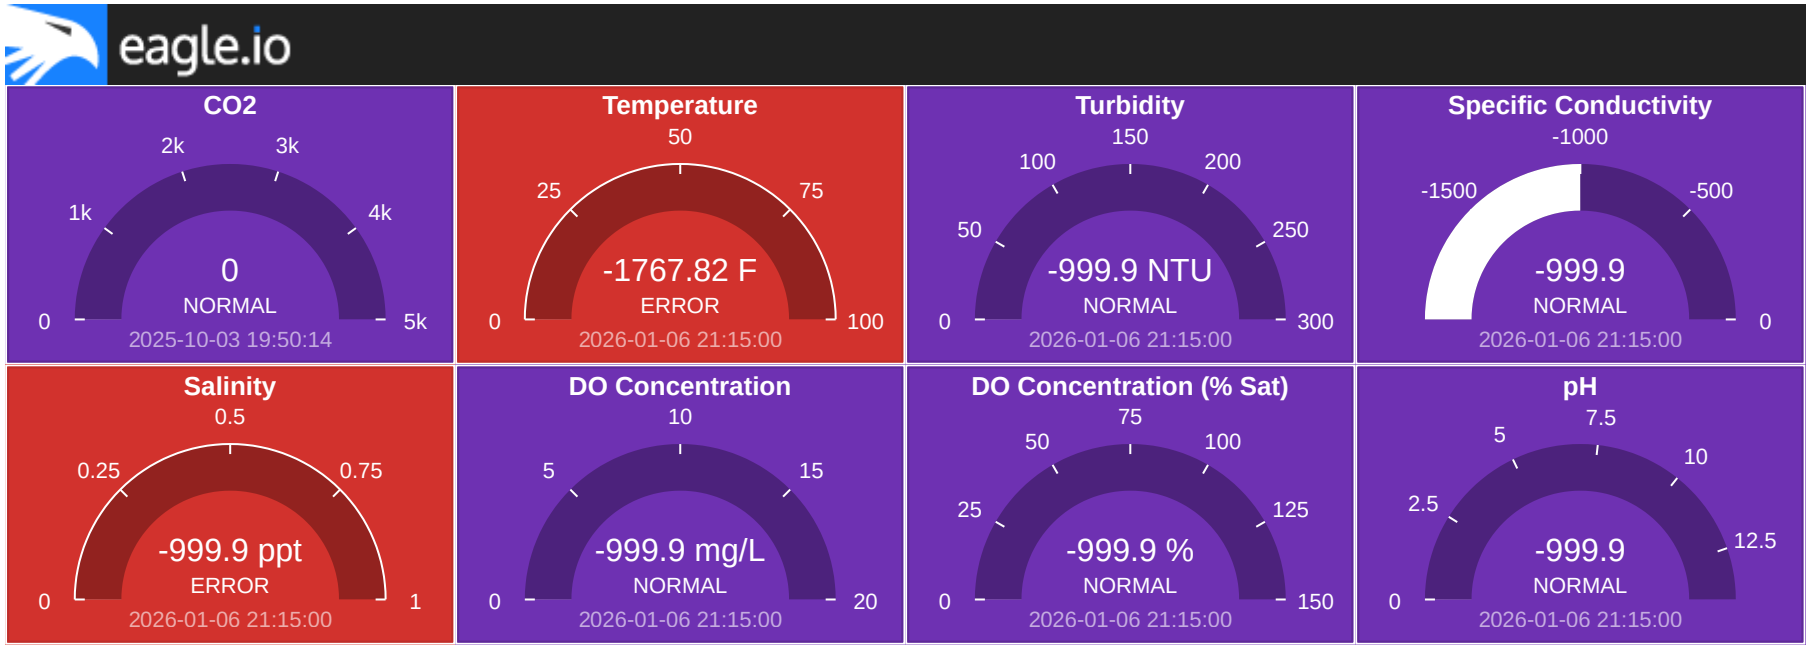 eagle.io
CO2
2k
3k
1k
4k
0
NORMAL
0
5k
2025-10-03 19:50:14
Temperature
50
25
75
-1767.82 F
ERROR
0
100
2026-01-06 21:15:00
Turbidity
150
100
200
50
250
-999.9 NTU
NORMAL
0
300
2026-01-06 21:15:00
Specific Conductivity
-1000
-1500
-500
-999.9
NORMAL
0
2026-01-06 21:15:00
Salinity
0.5
0.25
0.75
-999.9 ppt
ERROR
0
1
2026-01-06 21:15:00
DO Concentration
10
5
15
-999.9 mg/L
NORMAL
0
20
2026-01-06 21:15:00
DO Concentration (% Sat)
75
50
100
25
125
-999.9 %
NORMAL
0
150
2026-01-06 21:15:00
pH
7.5
5
10
2.5
12.5
-999.9
NORMAL
0
2026-01-06 21:15:00